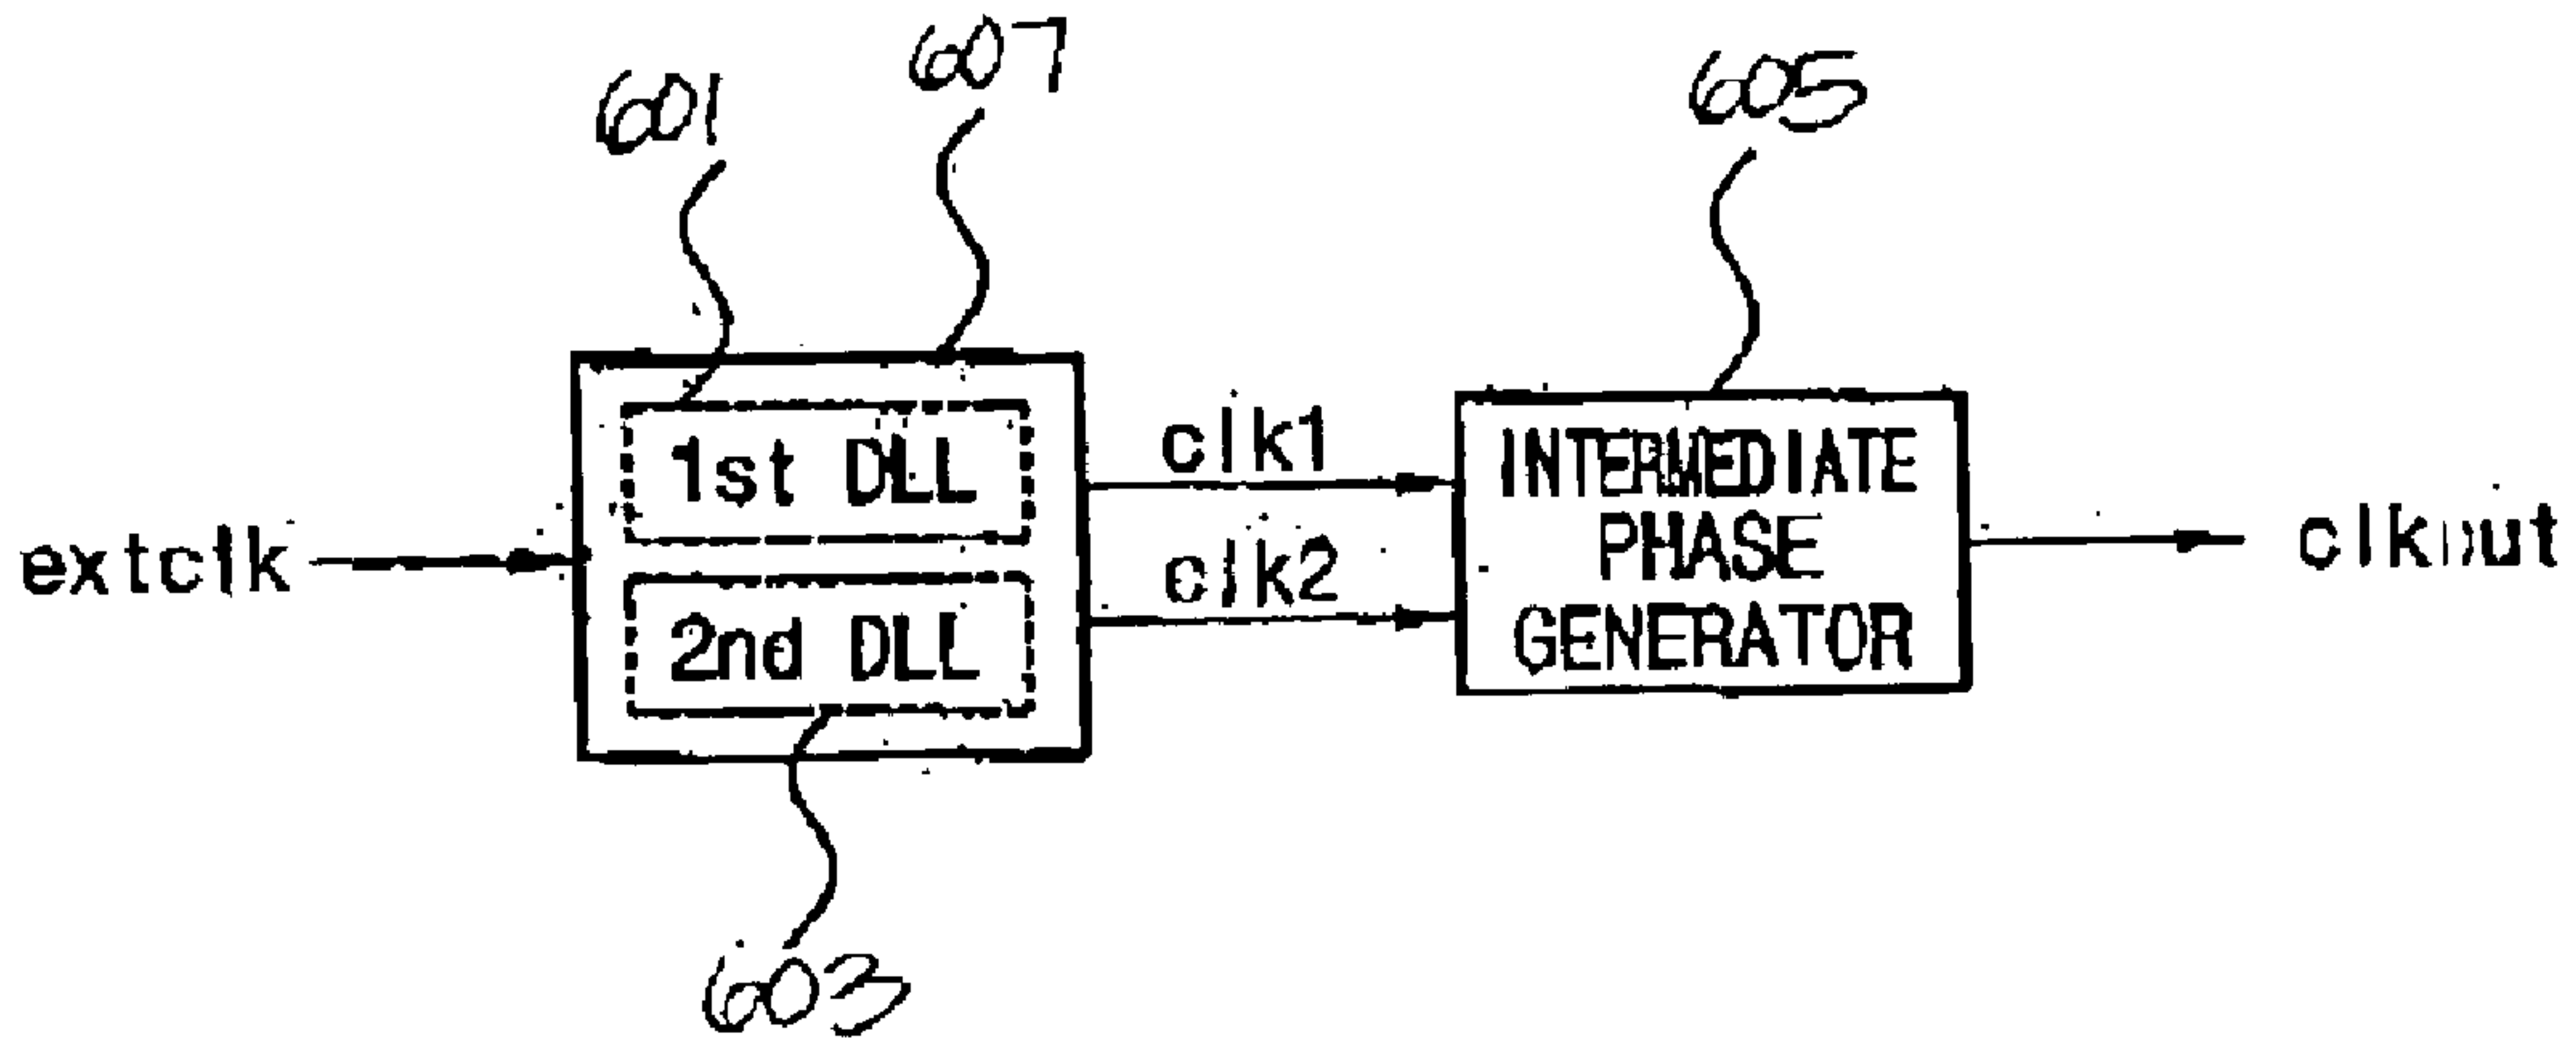 601
607
605
extclk
1st DLL
2nd DLL
clk1
clk2
INTERMEDIATE
PHASE
GENERATOR
clkout
603